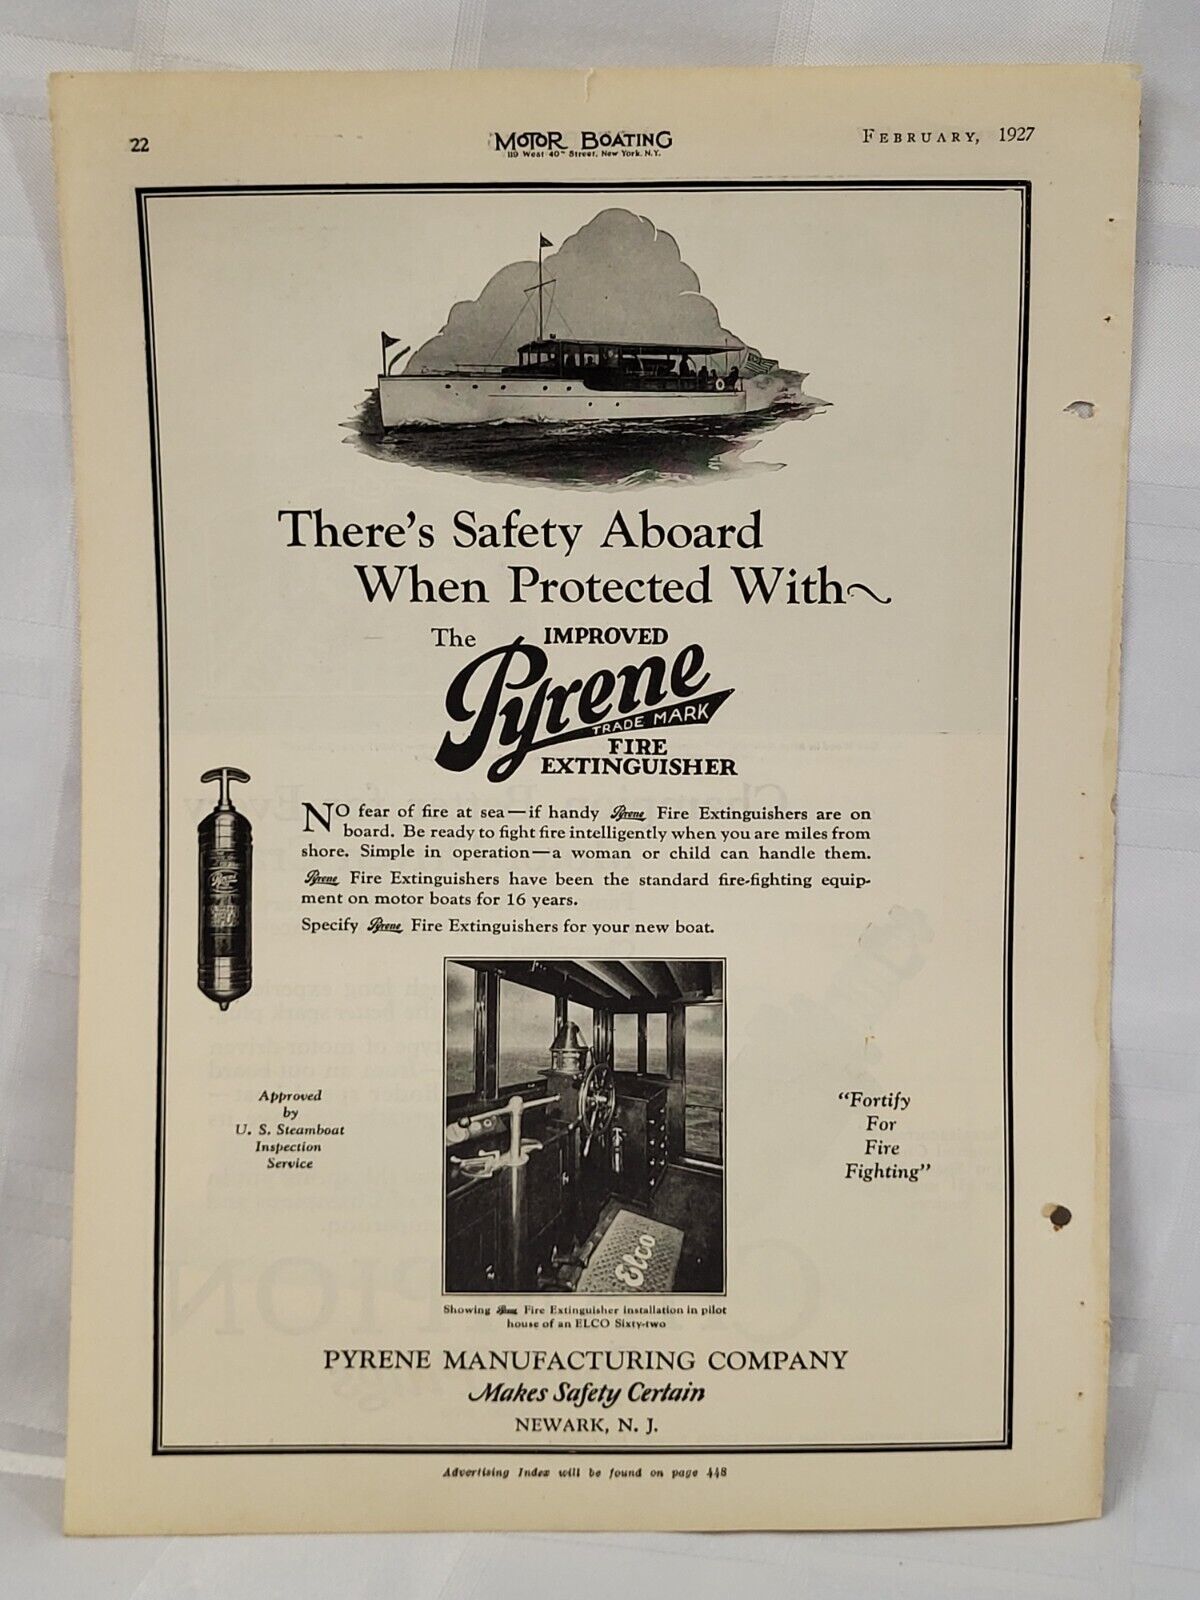 22
MoToR BoATinG
119 West 40th Street, New York, N.Y.
FEBRUARY, 1927
There's Safety Aboard
When Protected With~
The IMPROVED
Pyrene
TRADE MARK
FIRE
EXTINGUISHER
NO fear of fire at sea—if handy Pyrene Fire Extinguishers are on
board. Be ready to fight fire intelligently when you are miles from
shore. Simple in operation—a woman or child can handle them.
Pyrene Fire Extinguishers have been the standard fire-fighting equip-
ment on motor boats for 16 years.
Specify Pyrene Fire Extinguishers for your new boat.
Pyrene
Approved
by
U. S. Steamboat
Inspection
Service
"Fortify
For
Fire
Fighting"
Elco
Showing Pyrene Fire Extinguisher installation in pilot
house of an ELCO Sixty-two
PYRENE MANUFACTURING COMPANY
Makes Safety Certain
NEWARK, N. J.
Advertising Index will be found on page 448